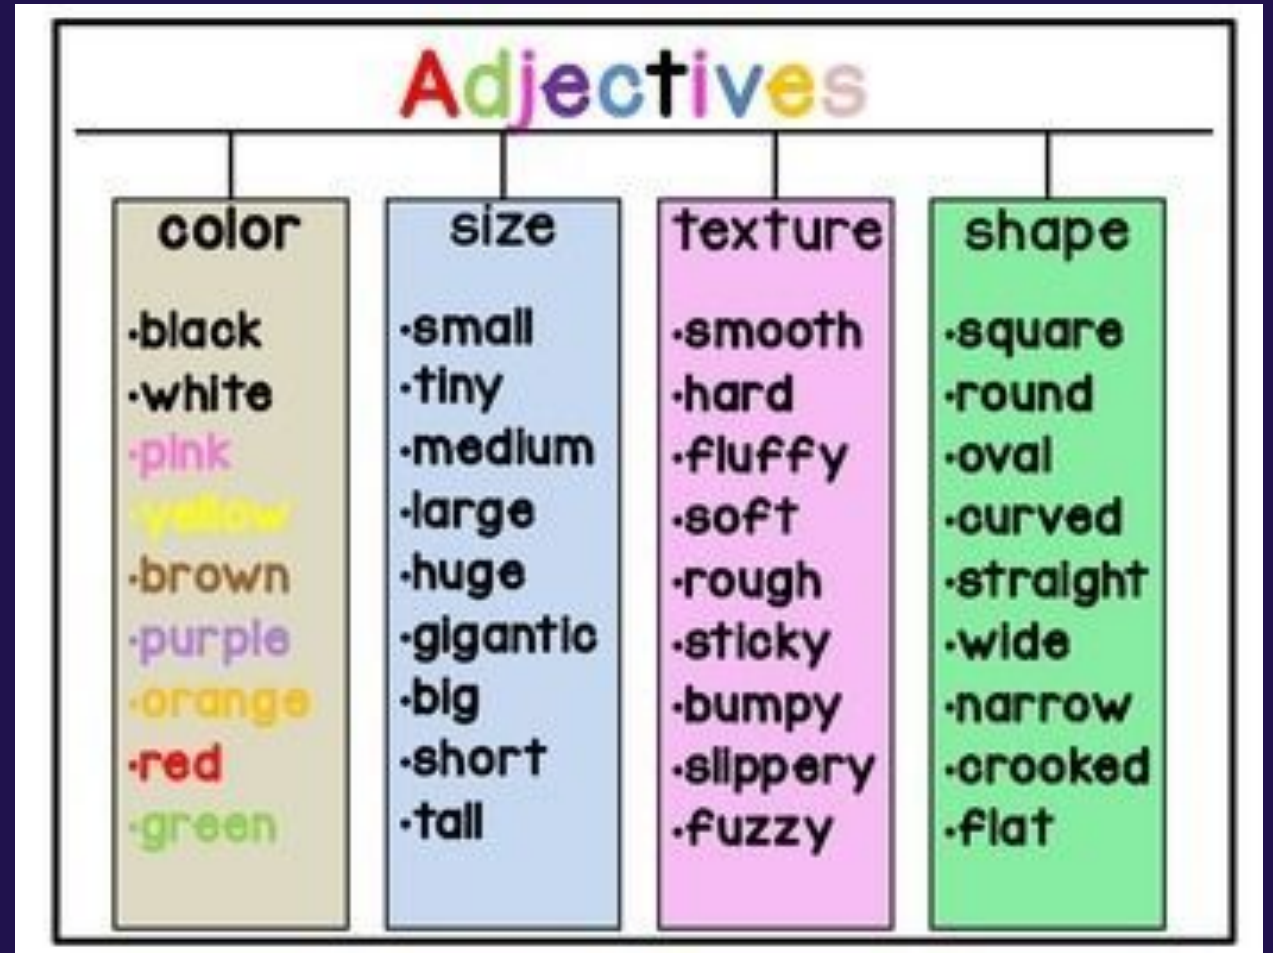 Adjectives
color
·black
·white
·pink
·yellow
·brown
·purple
·orange
·red
·green
size
·small
·tiny
·medium
·large
·huge
·gigantic
·big
·short
·tall
texture
·smooth
·hard
·fluffy
·soft
·rough
·sticky
·bumpy
·slippery
·fuzzy
shape
·square
·round
·oval
·curved
·straight
·wide
·narrow
·crooked
·flat